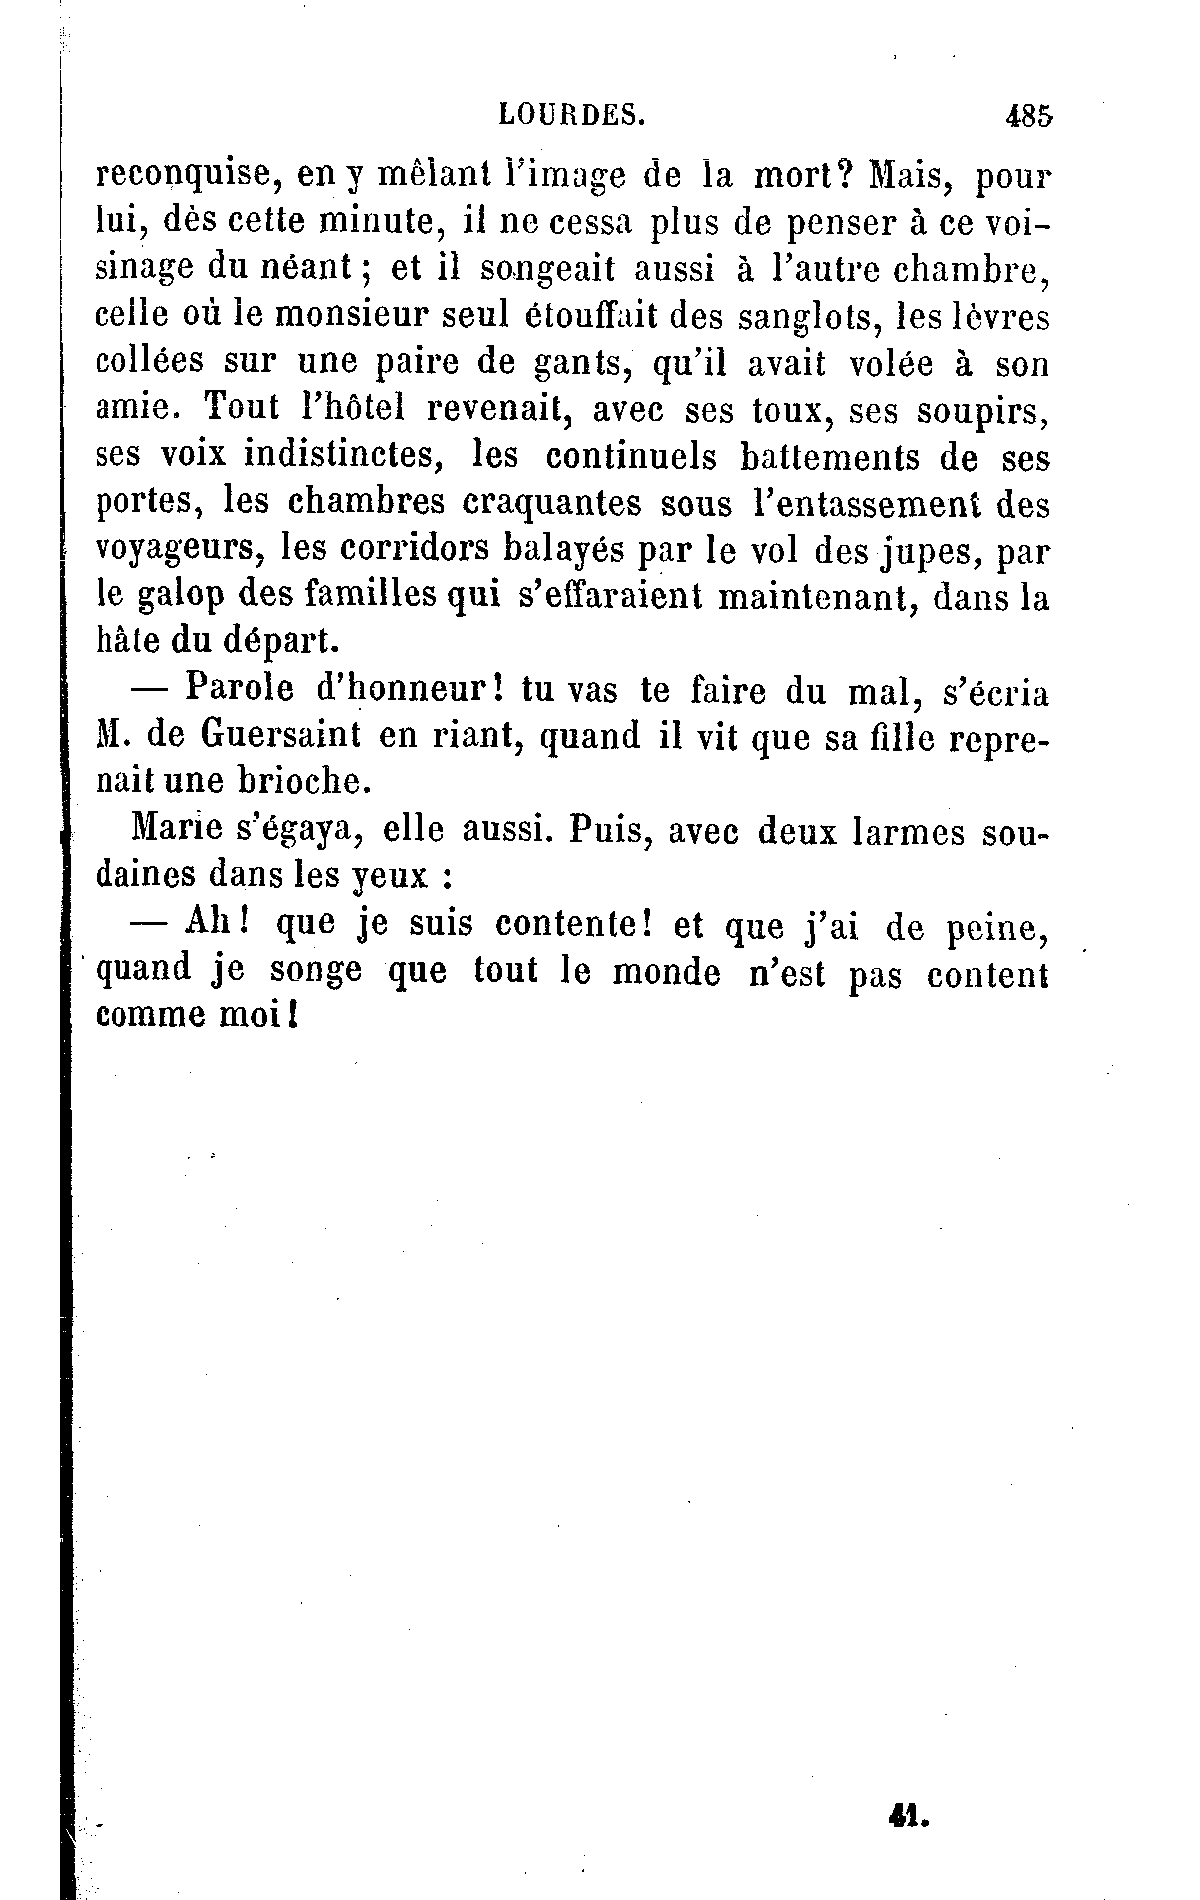 LOURDES. 485
reconquise, en y mêlant l'image de la mort? Mais, pour
lui, dès cette minute, il ne cessa plus de penser à ce voi-
sinage du néant ; et il songeait aussi à l'autre chambre,
celle où le monsieur seul étouffait des sanglots, les lèvres
collées sur une paire de gants, qu'il avait volée à son
amie. Tout l'hôtel revenait, avec ses toux, ses soupirs,
ses voix indistinctes, les continuels battements de ses
portes, les chambres craquantes sous l'entassement des
voyageurs, les corridors balayés par le vol des jupes, par
le galop des familles qui s'effaraient maintenant, dans la
hâte du départ.
— Parole d'honneur! tu vas te faire du mal, s'écria
M. de Guersaint en riant, quand il vit que sa fille repre-
nait une brioche.
Marie s'égaya, elle aussi. Puis, avec deux larmes sou-
daines dans les yeux :
— Ah! que je suis contente! et que j'ai de peine,
quand je songe que tout le monde n'est pas content
comme moi!
41.